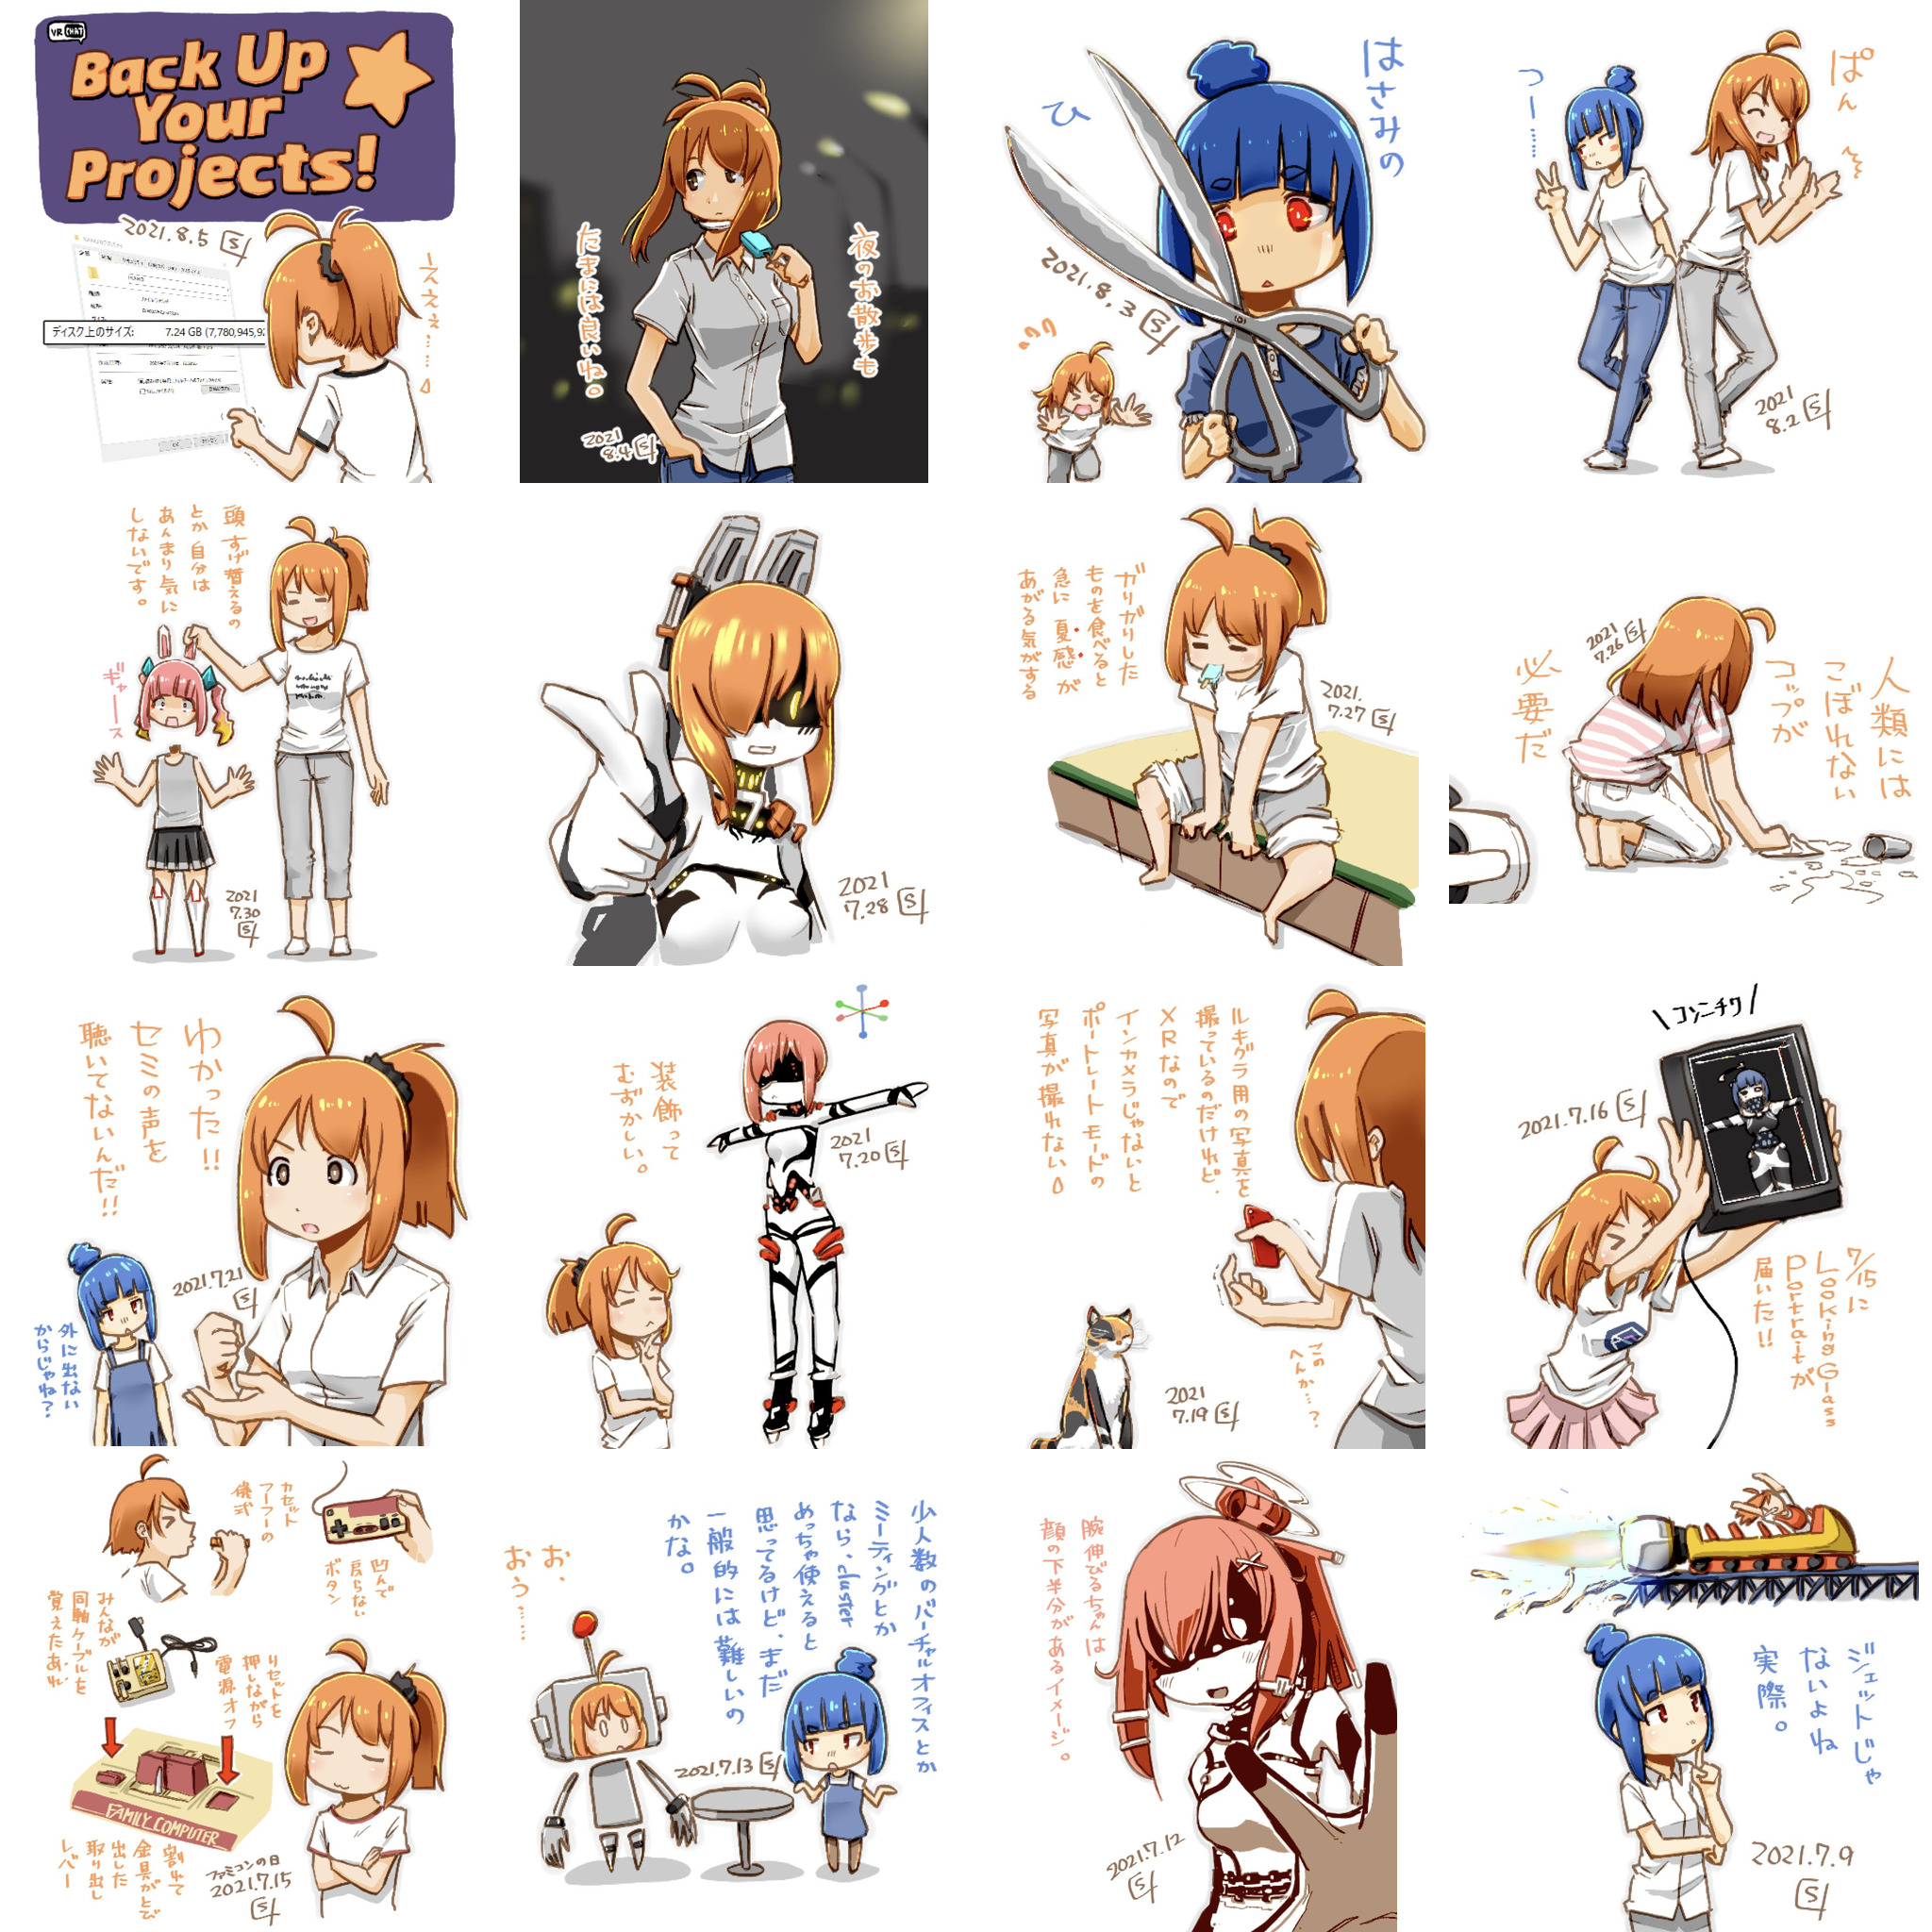 VR CHAT
Back Up
Your
Projects!
2021.8.5
ディスク上のサイズ: 7.24 GB (7,780,945,92
ーえええ……
夜のお散歩も
たまには良いね。
2021
8.4
はさみの
ひ
2021.8.3
ぱん
つー……
2021
8.2
頭すげ替えるの
とか自分は
あんまり気に
しないです。
ギャース
2021
7.30
7
2021
7.28
ガリガリした
ものを食べると
急に夏感が
あがる気がする
2021.
7.27
2021
7.26
人類には
こぼれない
コップが
必要だ
わかった!!
セミの声を
聴いてないんだ!!
2021.7.21
外に出ない
からじゃね?
装飾って
むずかしい。
2021
7.20
ルキグラ用の写真を
撮っているのだけれど、
XRなので
インカメラじゃないと
ポートレートモードの
写真が撮れない
このへんか…?
2021
7.19
\コンニチワ/
2021.7.16
7/15に
Looking Glass
Portraitが
届いた!!
カセット
フーフーの
儀式
凹んで
戻らない
ボタン
みんなが
同軸ケーブルを
覚えたあれ
リセットを
押しながら
電源オフ
FAMILY COMPUTER
割れて
金具がとび
出した
取り出し
レバー
ファミコンの日
2021.7.15
少人数のバーチャルオフィスとか
ミーティングとか
なら、cluster
めっちゃ使えると
思ってるけど、まだ
一般的には難しいの
かな。
お、
おう……
2021.7.13
腕伸びるちゃんは
顔の下半分があるイメージ。
2021.7.12
ジェットじゃ
ないよね
実際。
2021.7.9